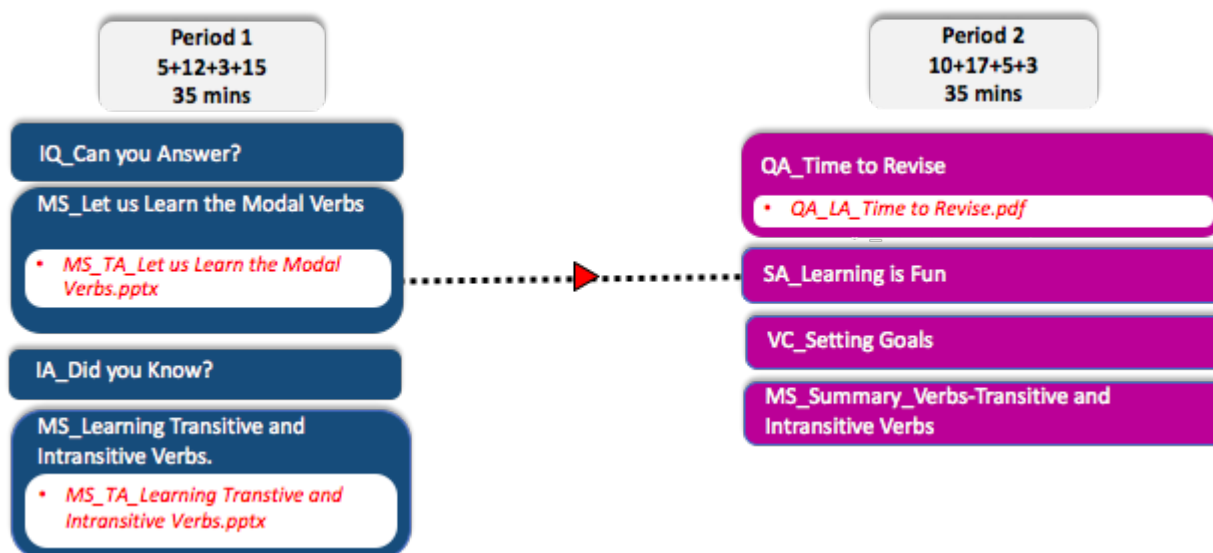 Period 1
5+12+3+15
35 mins
IQ_Can you Answer?
MS_Let us Learn the Modal Verbs
• MS_TA_Let us Learn the Modal
Verbs.pptx
IA_Did you Know?
MS_Learning Transitive and
Intransitive Verbs.
• MS_TA_Learning Transtive and
Intransitive Verbs.pptx
Period 2
10+17+5+3
35 mins
QA_Time to Revise
• QA_LA_Time to Revise.pdf
SA_Learning is Fun
VC_Setting Goals
MS_Summary_Verbs-Transitive and
Intransitive Verbs